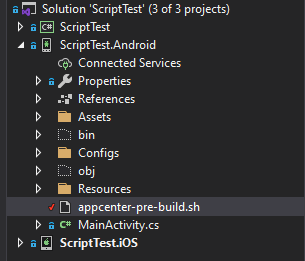 Solution 'ScriptTest' (3 of 3 projects)
C# ScriptTest
ScriptTest.Android
Connected Services
Properties
References
Assets
bin
Configs
obj
Resources
appcenter-pre-build.sh
C# MainActivity.cs
ScriptTest.iOS